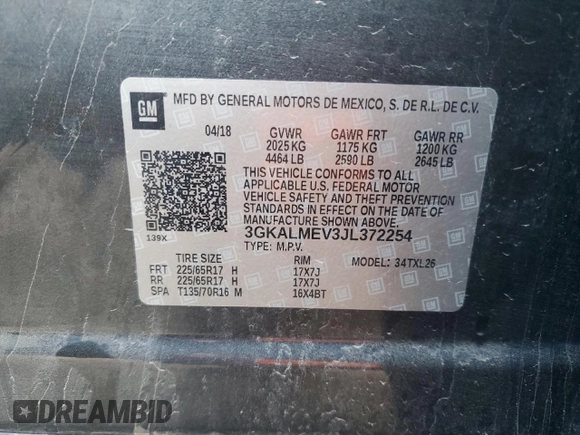 GM
MFD BY GENERAL MOTORS DE MEXICO, S. DE R.L. DE C.V.
04/18 GVWR GAWR FRT GAWR RR
2025 KG 1175 KG 1200 KG
4464 LB 2590 LB 2645 LB
THIS VEHICLE CONFORMS TO ALL
APPLICABLE U.S. FEDERAL MOTOR
VEHICLE SAFETY AND THEFT PREVENTION
STANDARDS IN EFFECT ON THE DATE OF
MANUFACTURE SHOWN ABOVE.
139X 3GKALMEV3JL372254
TYPE: M.P.V.
TIRE SIZE RIM MODEL: 34TXL26
FRT 225/65R17 H 17X7J
RR 225/65R17 H 17X7J
SPA T135/70R16 M 16X4BT
DREAMBID